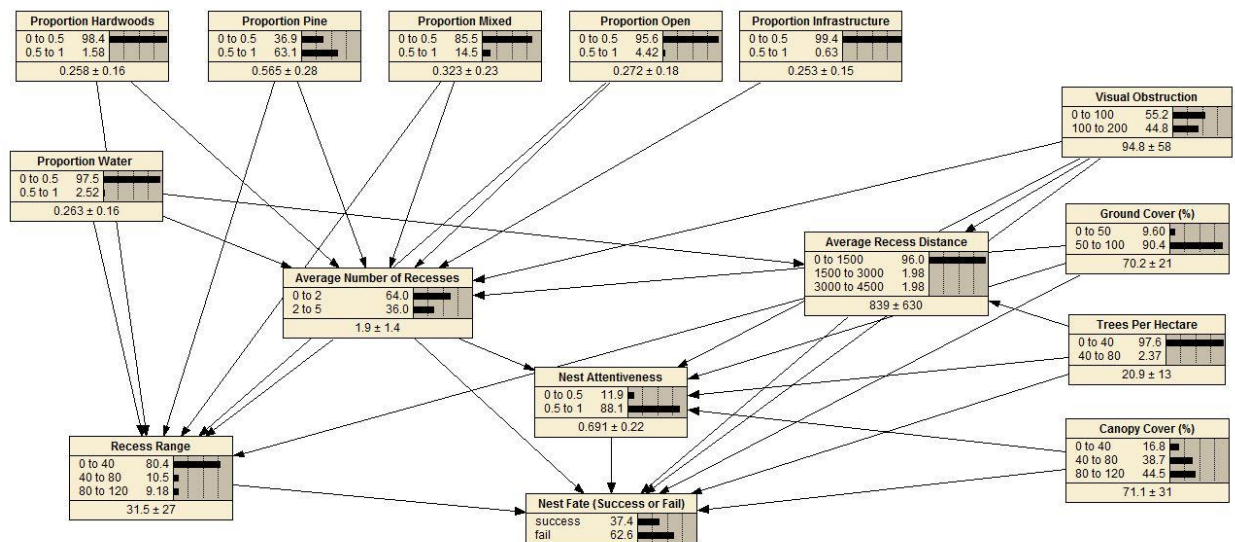 Proportion Hardwoods
0 to 0.5 98.4
0.5 to 1 1.58
0.258 ± 0.16
Proportion Pine
0 to 0.5 36.9
0.5 to 1 63.1
0.565 ± 0.28
Proportion Mixed
0 to 0.5 85.5
0.5 to 1 14.5
0.323 ± 0.23
Proportion Open
0 to 0.5 95.6
0.5 to 1 4.42
0.272 ± 0.18
Proportion Infrastructure
0 to 0.5 99.4
0.5 to 1 0.63
0.253 ± 0.15
Visual Obstruction
0 to 100 55.2
100 to 200 44.8
94.8 ± 58
Proportion Water
0 to 0.5 97.5
0.5 to 1 2.52
0.263 ± 0.16
Ground Cover (%)
0 to 50 9.60
50 to 100 90.4
70.2 ± 21
Average Recess Distance
0 to 1500 96.0
1500 to 3000 1.98
3000 to 4500 1.98
839 ± 630
Average Number of Recesses
0 to 2 64.0
2 to 5 36.0
1.9 ± 1.4
Trees Per Hectare
0 to 40 97.6
40 to 80 2.37
20.9 ± 13
Nest Attentiveness
0 to 0.5 11.9
0.5 to 1 88.1
0.691 ± 0.22
Canopy Cover (%)
0 to 40 16.8
40 to 80 38.7
80 to 120 44.5
71.1 ± 31
Recess Range
0 to 40 80.4
40 to 80 10.5
80 to 120 9.18
31.5 ± 27
Nest Fate (Success or Fail)
success 37.4
fail 62.6